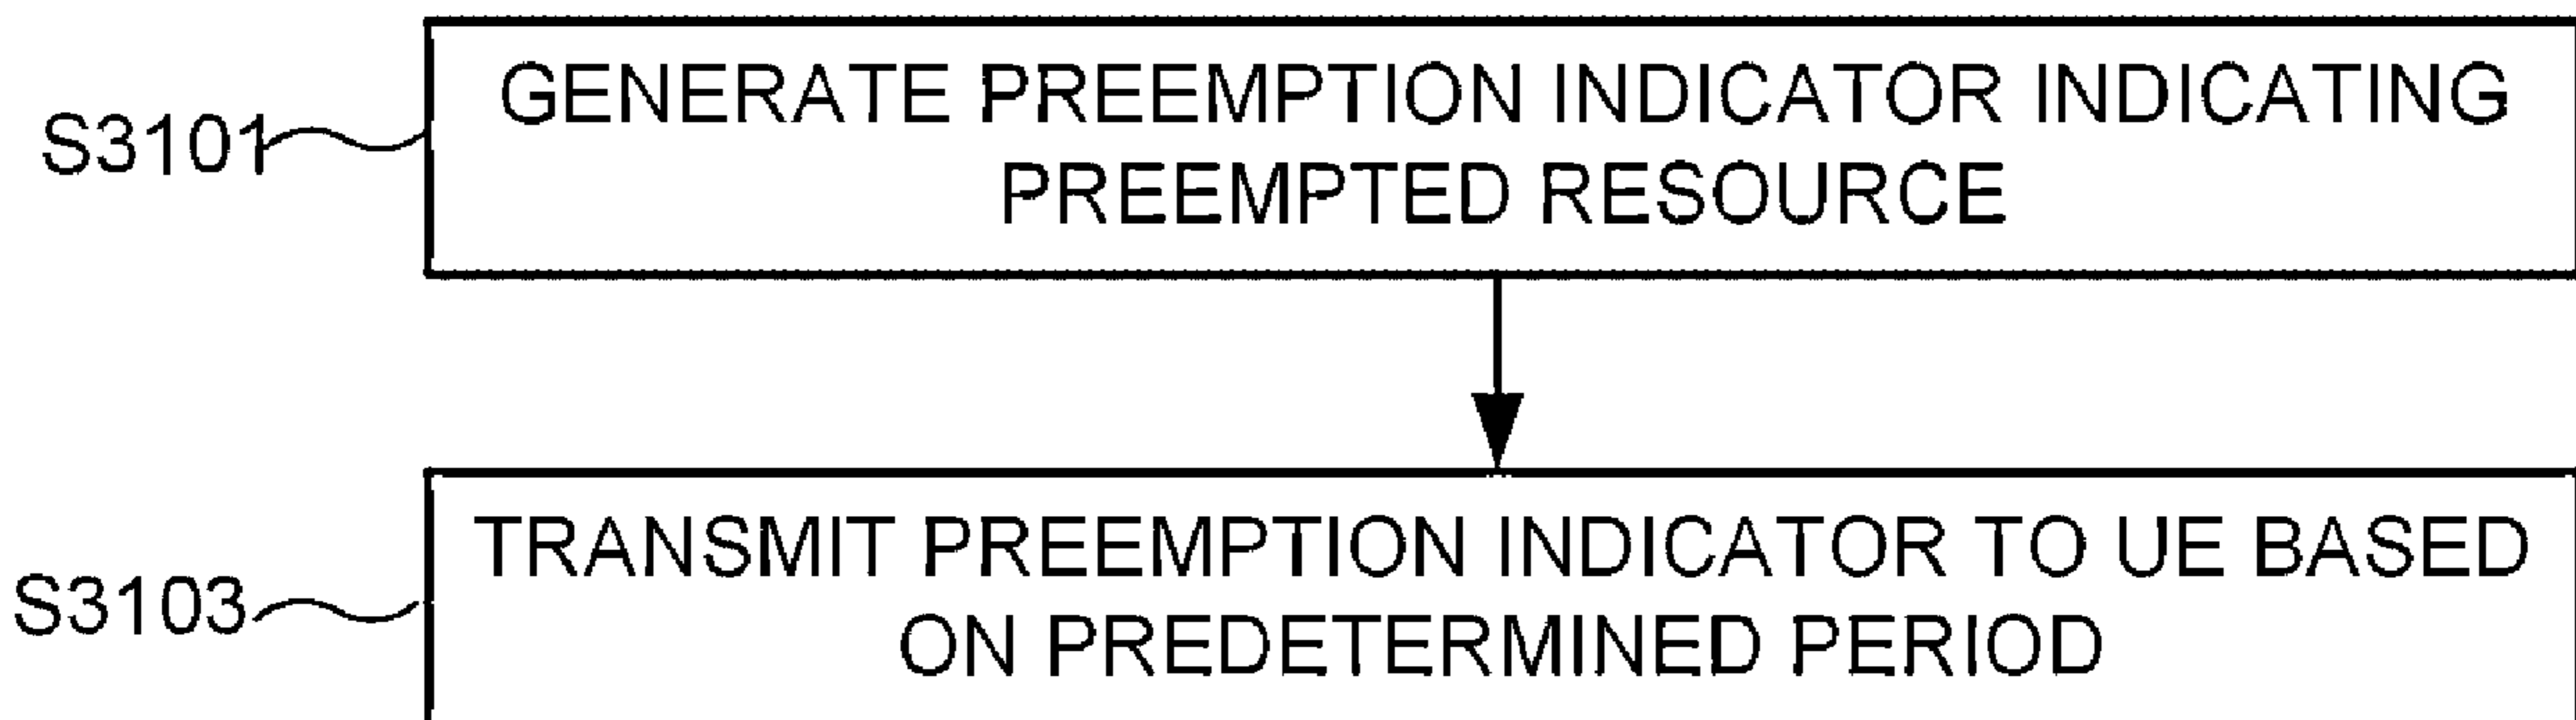 S3101
GENERATE PREEMPTION INDICATOR INDICATING
PREEMPTED RESOURCE
S3103
TRANSMIT PREEMPTION INDICATOR TO UE BASED
ON PREDETERMINED PERIOD